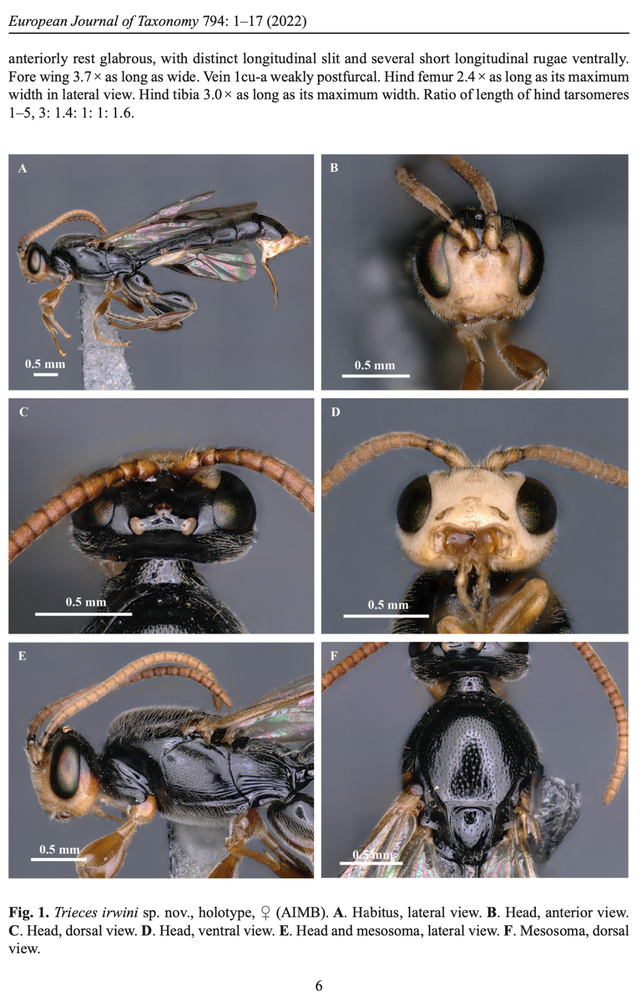 European Journal of Taxonomy 794: 1–17 (2022)
anteriorly rest glabrous, with distinct longitudinal slit and several short longitudinal rugae ventrally.
Fore wing 3.7 × as long as wide. Vein 1cu-a weakly postfurcal. Hind femur 2.4 × as long as its maximum
width in lateral view. Hind tibia 3.0 × as long as its maximum width. Ratio of length of hind tarsomeres
1–5, 3: 1.4: 1: 1: 1.6.
A
0.5 mm
B
0.5 mm
C
0.5 mm
D
0.5 mm
E
0.5 mm
F
0.5 mm
Fig. 1. Trieces irwini sp. nov., holotype, ♀ (AIMB). A. Habitus, lateral view. B. Head, anterior view.
C. Head, dorsal view. D. Head, ventral view. E. Head and mesosoma, lateral view. F. Mesosoma, dorsal
view.
6